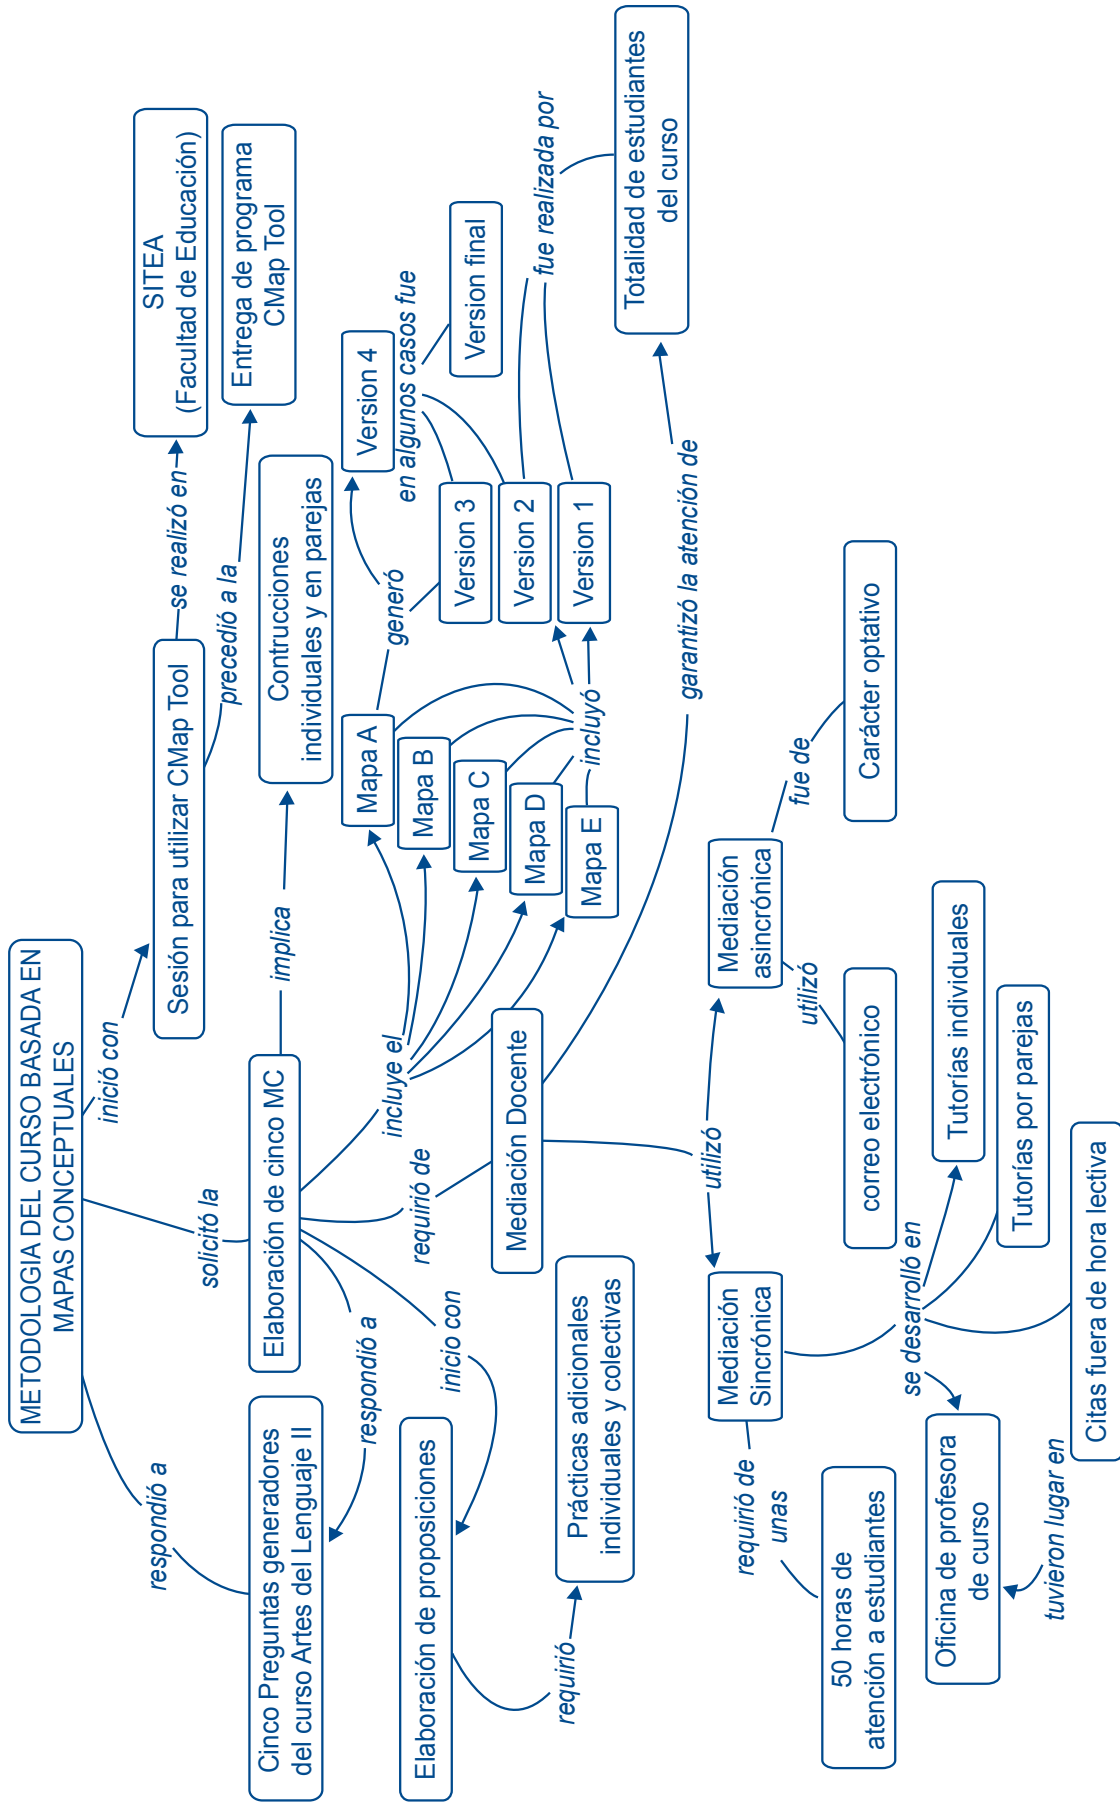 METODOLOGIA DEL CURSO BASADA EN
MAPAS CONCEPTUALES
respondió a
solicitó la
inició con
Cinco Preguntas generadores
del curso Artes del Lenguaje II
Elaboración de cinco MC
implica
Contrucciones
individuales y en parejas
Sesión para utilizar CMap Tool
se realizó en
SITEA
(Facultad de Educación)
precedió a la
Entrega de programa
CMap Tool
respondió a
inicio con
requirió de
incluye el
Elaboración de proposiciones
requirió
Prácticas adicionales
individuales y colectivas
Mapa A
Mapa B
Mapa C
Mapa D
Mapa E
generó
incluyó
Version 4
Version 3
Version 2
Version 1
en algunos casos fue
Version final
fue realizada por
Totalidad de estudiantes
del curso
Mediación Docente
garantizó la atención de
utilizó
Mediación
Sincrónica
Mediación
asincrónica
requirió de
unas
50 horas de
atención a estudiantes
se desarrolló en
Oficina de profesora
de curso
tuvieron lugar en
Citas fuera de hora lectiva
Tutorías por parejas
Tutorías individuales
utilizó
correo electrónico
fue de
Carácter optativo